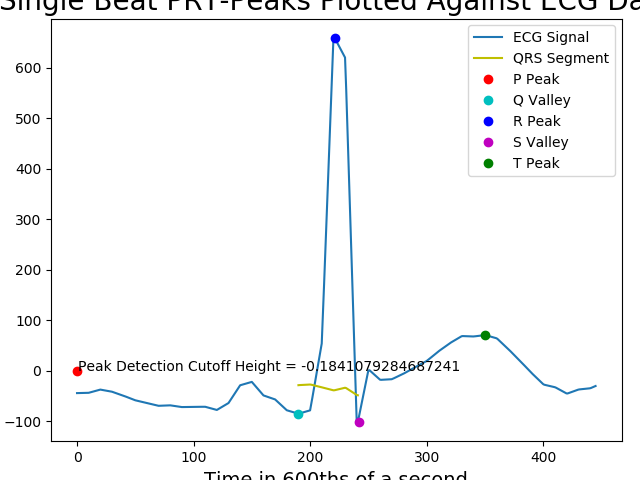 Single Beat PRT-Peaks Plotted Against ECG Da
ECG Signal
QRS Segment
P Peak
Q Valley
R Peak
S Valley
T Peak
600
500
400
300
200
100
0
−100
Peak Detection Cutoff Height = -0.1841079284687241
0
100
200
300
400
Time in 600ths of a second